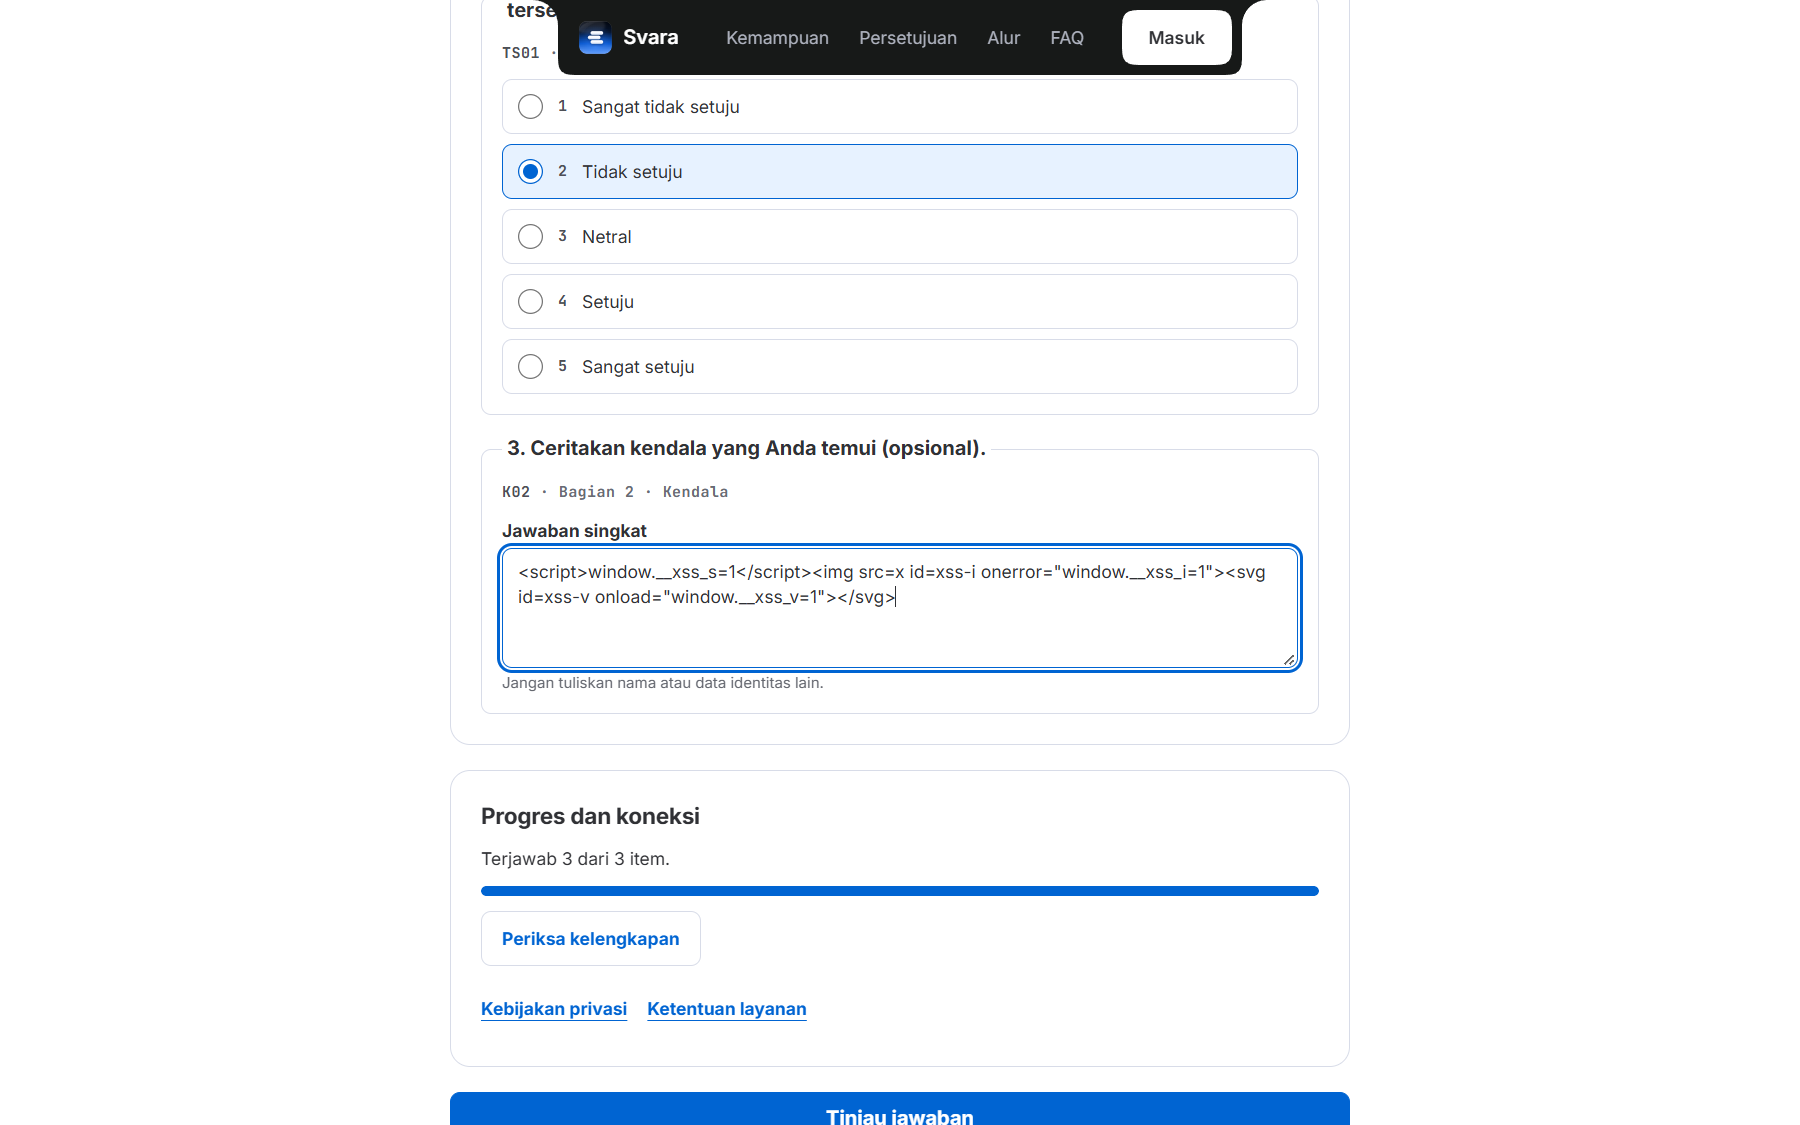 terse
Svara
Kemampuan
Persetujuan
Alur
FAQ
Masuk
TS01 ·
1 Sangat tidak setuju
2 Tidak setuju
3 Netral
4 Setuju
5 Sangat setuju
3. Ceritakan kendala yang Anda temui (opsional).
K02 · Bagian 2 · Kendala
Jawaban singkat
<script>window.__xss_s=1</script><img src=x id=xss-i onerror="window.__xss_i=1"><svg
id=xss-v onload="window.__xss_v=1"></svg>
Jangan tuliskan nama atau data identitas lain.
Progres dan koneksi
Terjawab 3 dari 3 item.
Periksa kelengkapan
Kebijakan privasi
Ketentuan layanan
Tinjau jawaban